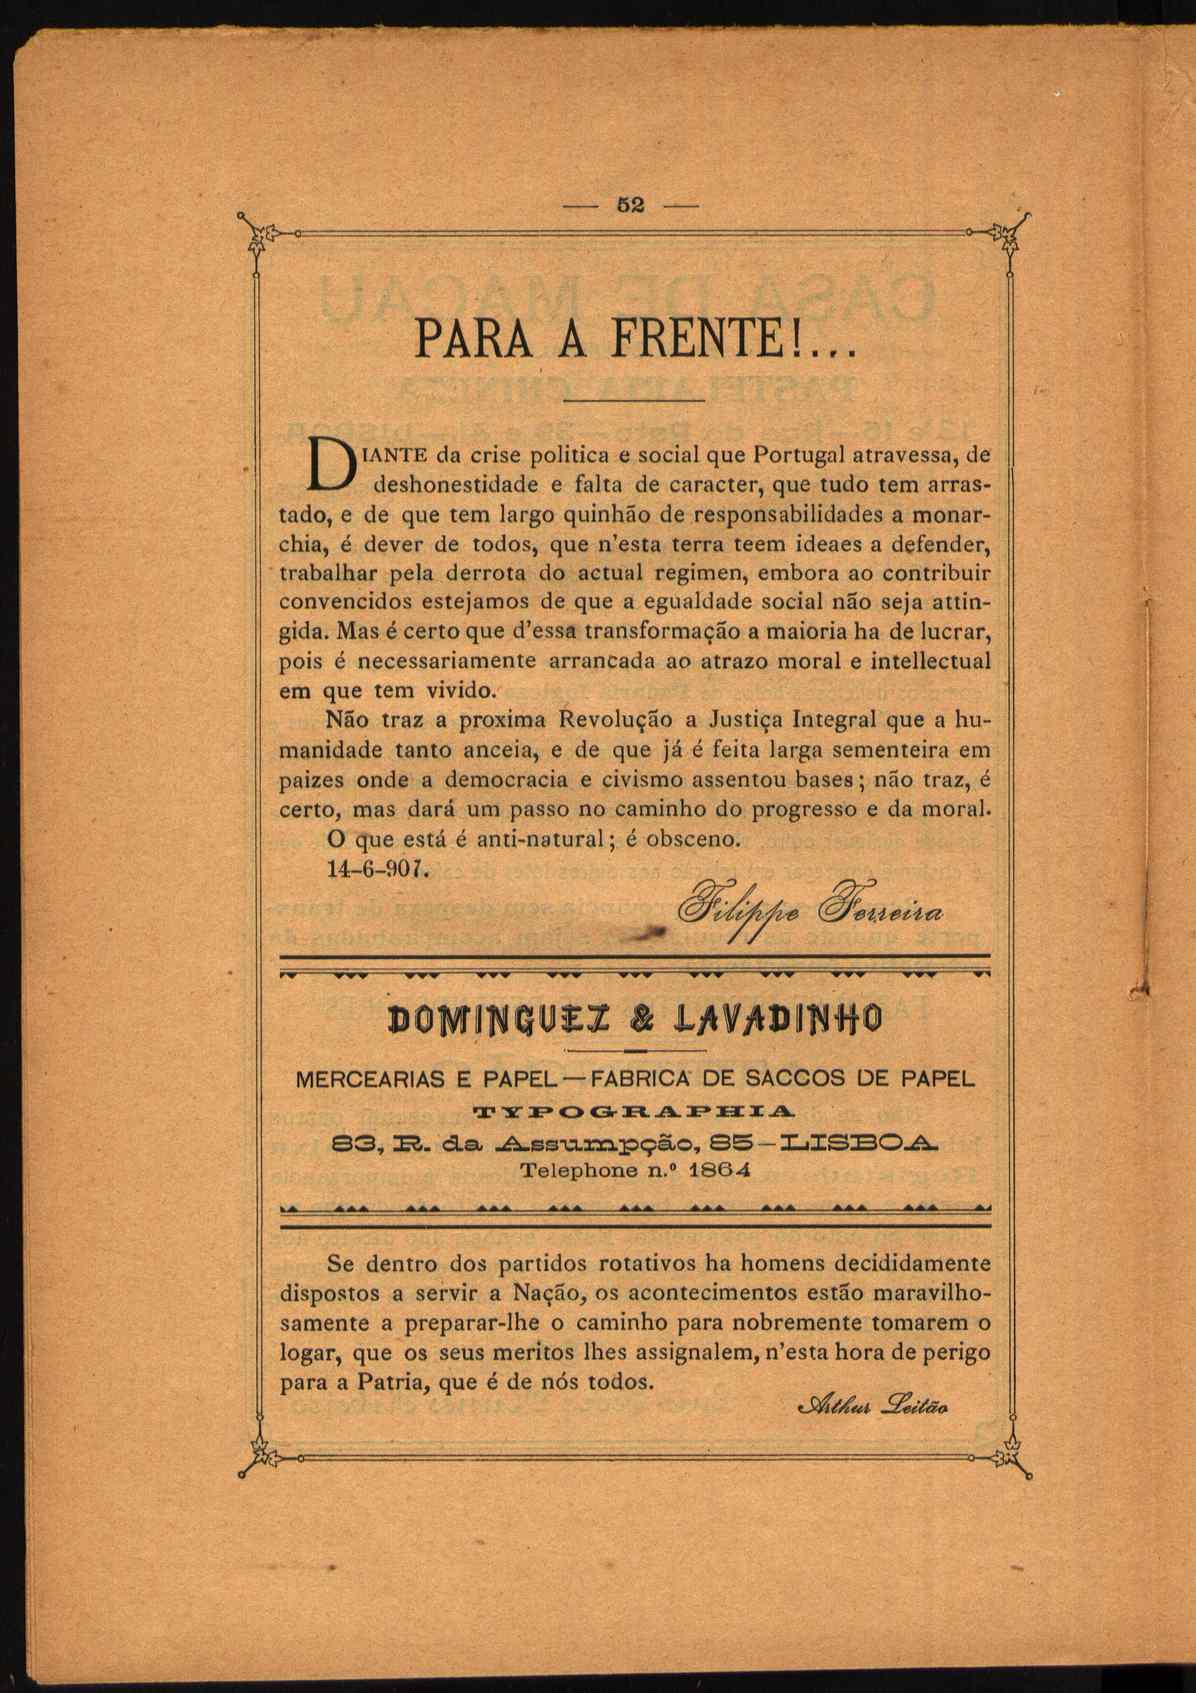 — 52 —
PARA A FRENTE!...
DIANTE da crise politica e social que Portugal atravessa, de
deshonestidade e falta de caracter, que tudo tem arras-
tado, e de que tem largo quinhão de responsabilidades a monar-
chia, é dever de todos, que n'esta terra teem ideaes a defender,
trabalhar pela derrota do actual regimen, embora ao contribuir
convencidos estejamos de que a egualdade social não seja attin-
gida. Mas é certo que d'essa transformação a maioria ha de lucrar,
pois é necessariamente arrancada ao atrazo moral e intellectual
em que tem vivido.
Não traz a proxima Revolução a Justiça Integral que a hu-
manidade tanto anceia, e de que já é feita larga sementeira em
paizes onde a democracia e civismo assentou bases; não traz, é
certo, mas dará um passo no caminho do progresso e da moral.
O que está é anti-natural; é obsceno.
14-6-907.
Filippe Ferreira
DOMINGUEZ & LAVADINHO
MERCEARIAS E PAPEL—FABRICA DE SACCOS DE PAPEL
TYPOGRAPHIA
83, R. da Assumpção, 85—LISBOA
Telephone n.º 1864
Se dentro dos partidos rotativos ha homens decididamente
dispostos a servir a Nação, os acontecimentos estão maravilho-
samente a preparar-lhe o caminho para nobremente tomarem o
logar, que os seus meritos lhes assignalem, n'esta hora de perigo
para a Patria, que é de nós todos.
Arthur Leitão